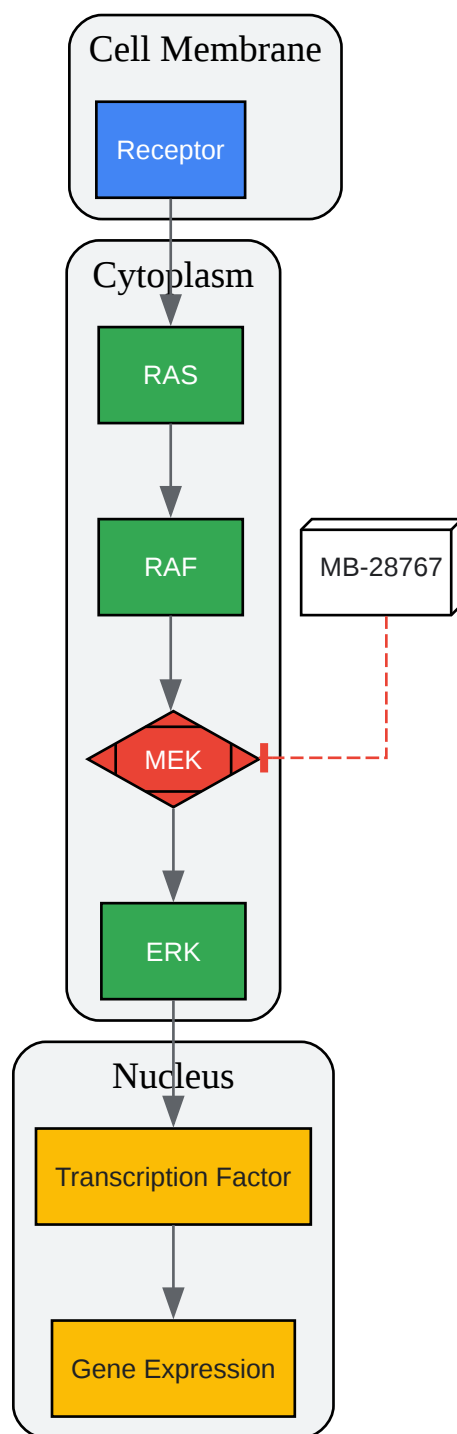 Cell Membrane
Receptor
Cytoplasm
RAS
RAF
MB-28767
MEK
ERK
Nucleus
Transcription Factor
Gene Expression